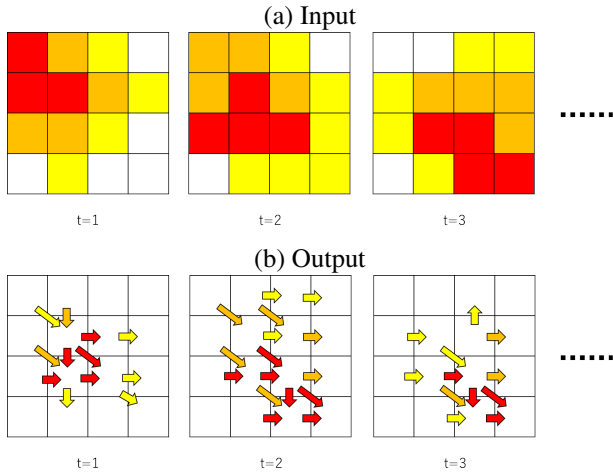 (a) Input
t=1
t=2
t=3
......
(b) Output
t=1
t=2
t=3
......